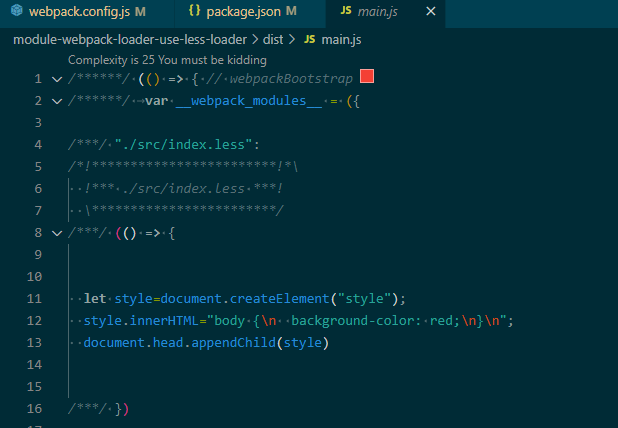 webpack.config.js M
{ } package.json M
JS main.js ×
module-webpack-loader-use-less-loader > dist > JS main.js
Complexity is 25 You must be kidding
1 /******/ (() => { // webpackBootstrap
2 /******/ var __webpack_modules__ = ({
3
4 /***/ "./src/index.less":
5 /*!************************!*\
6 !*** ./src/index.less ***!
7 \************************/
8 /***/ (() => {
9
10
11 let style=document.createElement("style");
12 style.innerHTML="body {\n  background-color: red;\n}\n";
13 document.head.appendChild(style)
14
15
16 /***/ })
17